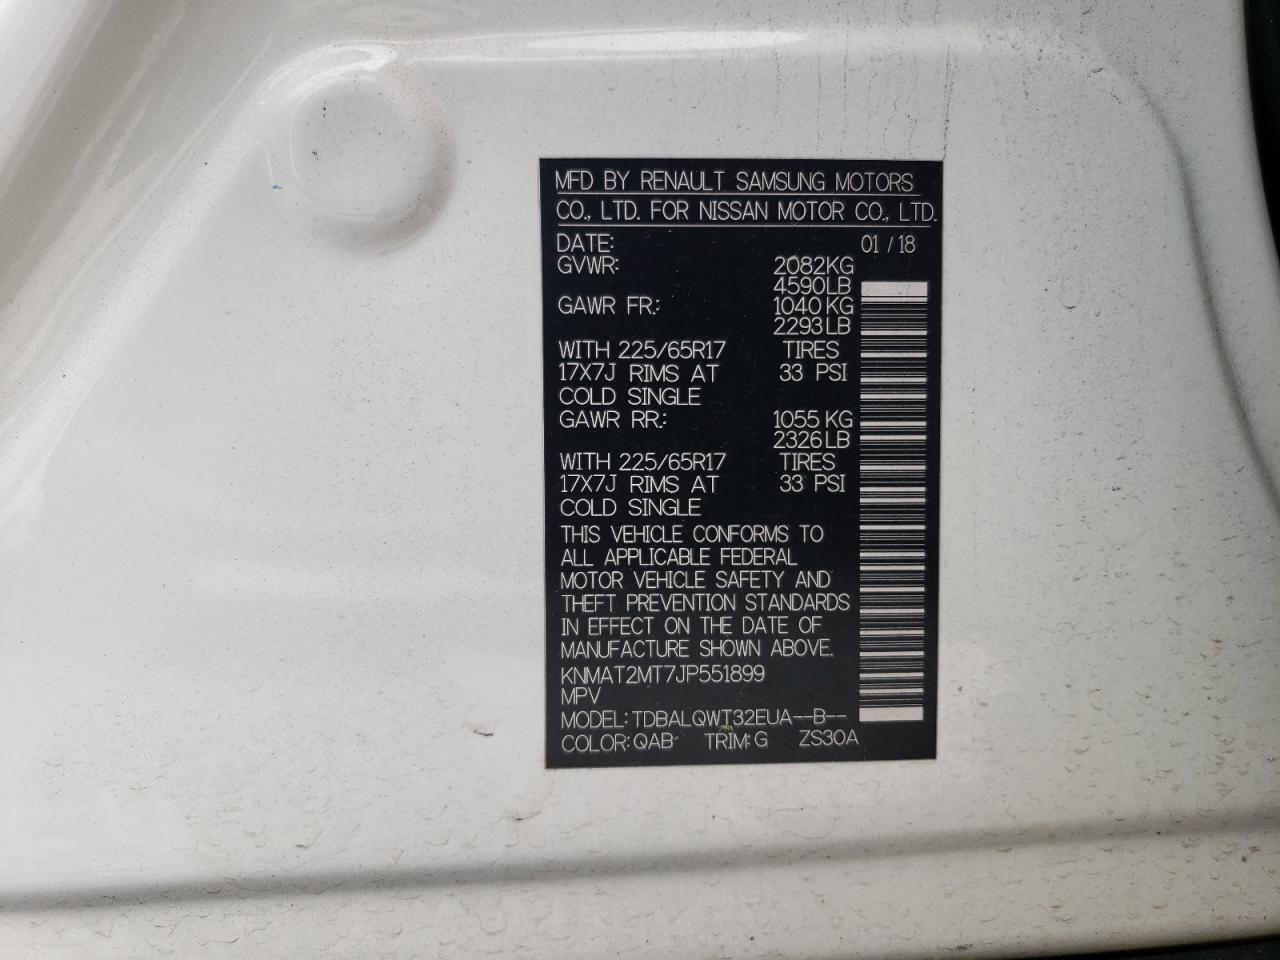 MFD BY RENAULT SAMSUNG MOTORS
CO., LTD. FOR NISSAN MOTOR CO., LTD.
DATE: 01 / 18
GVWR: 2082KG
4590LB
GAWR FR.: 1040 KG
2293LB
WITH 225/65R17 TIRES
17X7J RIMS AT 33 PSI
COLD SINGLE
GAWR RR.: 1055 KG
2326LB
WITH 225/65R17 TIRES
17X7J RIMS AT 33 PSI
COLD SINGLE
THIS VEHICLE CONFORMS TO
ALL APPLICABLE FEDERAL
MOTOR VEHICLE SAFETY AND
THEFT PREVENTION STANDARDS
IN EFFECT ON THE DATE OF
MANUFACTURE SHOWN ABOVE.
KNMAT2MT7JP551899
MPV
MODEL: TDBALQWT32EUA--B--
COLOR: QAB TRIM: G ZS30A